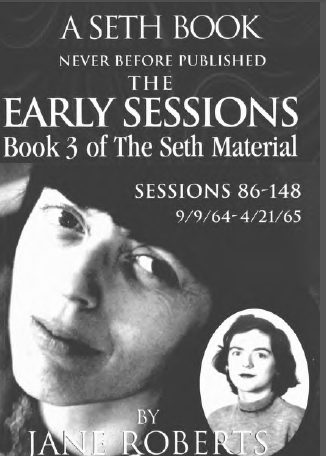 A SETH BOOK
NEVER BEFORE PUBLISHED
THE
EARLY SESSIONS
Book 3 of The Seth Material
SESSIONS 86-148
9/9/64-4/21/65
BY
JANE ROBERTS